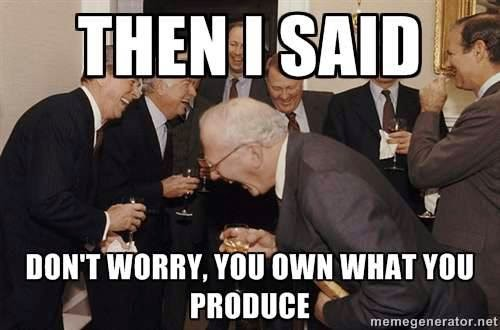 THEN I SAID
DON'T WORRY, YOU OWN WHAT YOU
PRODUCE
memegenerator.net